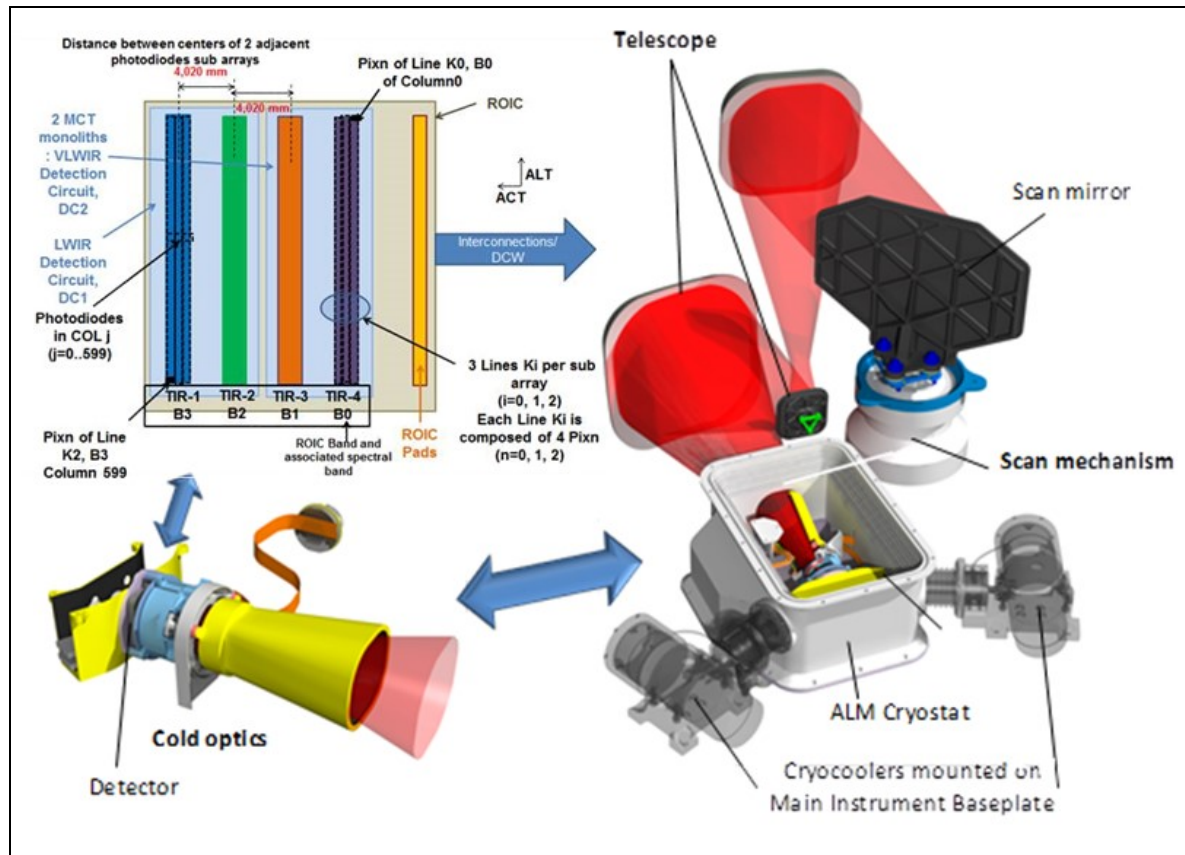 Distance between centers of 2 adjacent
photodiodes sub arrays
4,020 mm
4,020 mm
Pixn of Line K0, B0
of Column0
ROIC
2 MCT
monoliths
: VLWIR
Detection
Circuit,
DC2
LWIR
Detection
Circuit,
DC1
Photodiodes
in COL j
(j=0..599)
ALT
ACT
Interconnections/
DCW
3 Lines Ki per sub
array
(i=0, 1, 2)
Each Line Ki is
composed of 4 Pixn
(n=0, 1, 2)
TIR-1 TIR-2 TIR-3 TIR-4
B3 B2 B1 B0
ROIC Band and
associated spectral
band
ROIC
Pads
Pixn of Line
K2, B3
Column 599
Telescope
Scan mirror
Scan mechanism
ALM Cryostat
Cryocoolers mounted on
Main Instrument Baseplate
Cold optics
Detector